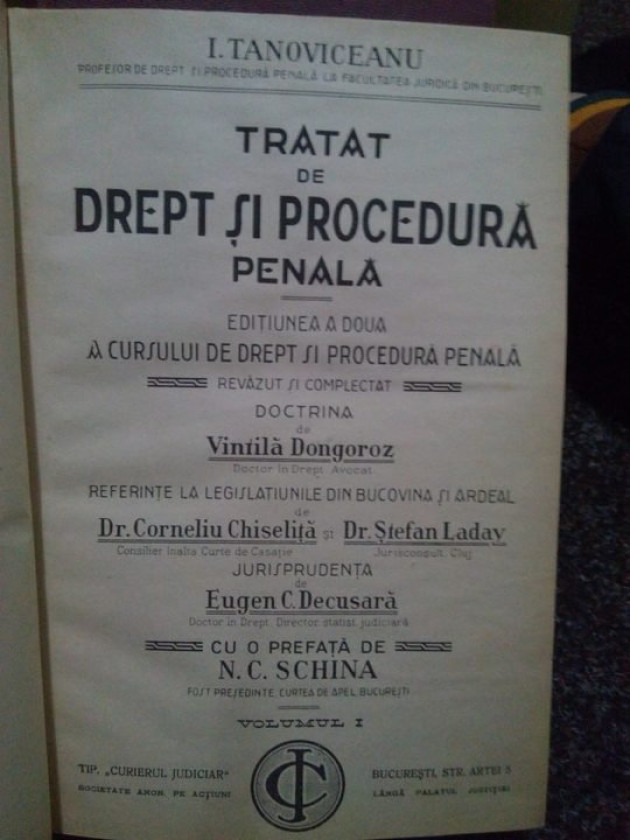 I. TANOVICEANU
PROFESOR DE DREPT ȘI PROCEDURĂ PENALĂ LA FACULTATEA JURIDICĂ DIN BUCUREȘTI
TRATAT
DE
DREPT ȘI PROCEDURĂ
PENALĂ
EDIȚIUNEA A DOUA
A CURSULUI DE DREPT ȘI PROCEDURĂ PENALĂ
REVĂZUT ȘI COMPLECTAT
DOCTRINA
de
Vintilă Dongoroz
Doctor în Drept, Avocat
REFERINȚE LA LEGISLAȚIUNILE DIN BUCOVINA ȘI ARDEAL
de
Dr. Corneliu Chiseliță și Dr. Ștefan Laday
Consilier Inalta Curte de Casație Jurisconsult, Cluj
JURISPRUDENȚA
de
Eugen C. Decusară
Doctor în Drept, Director statist. judiciară
CU O PREFAȚĂ DE
N. C. SCHINA
FOST PREȘEDINTE, CURTEA DE APEL, BUCUREȘTI
VOLUMUL I
TIP. „CURIERUL JUDICIAR"
SOCIETATE ANON. PE ACȚIUNI
CJ
BUCUREȘTI, STR. ARTEI 5
LÂNGĂ PALATUL JUSTIȚIEI